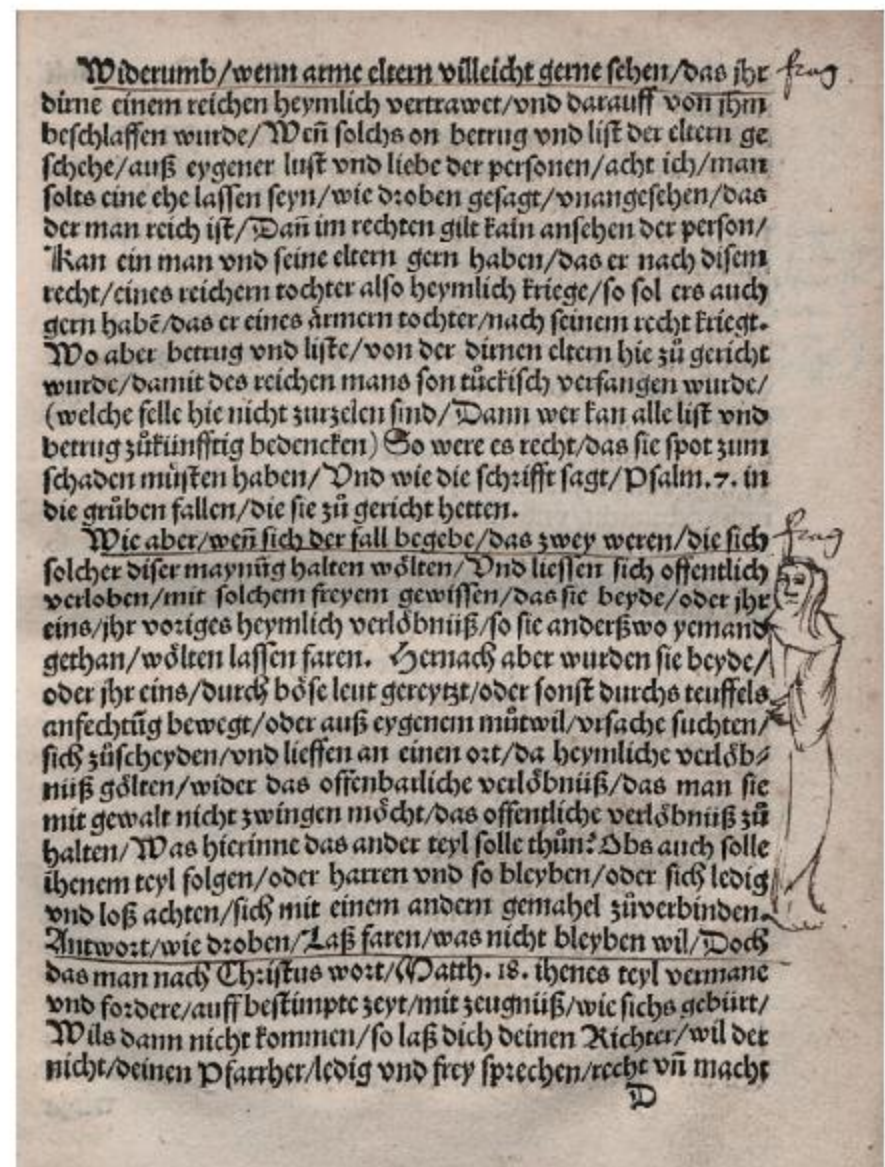 Widerumb/wenn arme eltern villeicht gerne sehen/das jhr frag
dirne einem reichen heymlich vertrawet/vnd darauff von jhm
beschlaffen wurde/Weñ solchs on betrug vnd list der eltern ge
schehe/auß eygener lust vnd liebe der personen/acht ich/man
solts eine ehe lassen seyn/wie droben gesagt/vnangesehen/das
der man reich ist/Dañ im rechten gilt kain ansehen der person/
Kan ein man vnd seine eltern gern haben/das er nach disem
recht/eines reichern tochter also heymlich kriege/so sol ers auch
gern habẽ/das er eines ärmern tochter/nach seinem recht kriegt.
Wo aber betrug vnd liste/von der dirnen eltern hie zů gericht
wurde/damit des reichen mans son tückisch verfangen wurde/
(welche felle hie nicht zurzelen sind/Dann wer kan alle list vnd
betrug zůkünfftig bedencken) So were es recht/das sie spot zum
schaden müsten haben/Vnd wie die schrifft sagt/Psalm.7. in
die grůben fallen/die sie zů gericht hetten.
Wie aber/weñ sich der fall begebe/das zwey weren/die sich frag
solcher diser maynũg halten wölten/Vnd liessen sich offentlich
verloben/mit solchem freyem gewissen/das sie beyde/oder jhr
eins/jhr voriges heymlich verlöbnüß/so sie anderßwo yemand
gethan/wölten lassen faren. Hernach aber wurden sie beyde/
oder jhr eins/durch böse leut gereytzt/oder sonst durchs teuffels
anfechtũg bewegt/oder auß eygenem můtwil/vrsache suchten/
sich zůscheyden/vnd lieffen an einen ort/da heymliche verlöb⸗
nüß gölten/wider das offenbarliche verlöbnüß/das man sie
mit gewalt nicht zwingen möcht/das offentliche verlöbnüß zů
halten/Was hierinne das ander teyl solle thůn? Obs auch solle
ihenem teyl folgen/oder harren vnd so bleyben/oder sich ledig
vnd loß achten/sich mit einem andern gemahel zůverbinden.
Antwort/wie droben/Laß faren/was nicht bleyben wil/Doch
das man nach Christus wort/Matth. 18. ihenes teyl vermane
vnd fordere/auff bestimpte zeyt/mit zeugnüß/wie sichs gebürt/
Wils dann nicht kommen/so laß dich deinen Richter/wil der
nicht/deinen Pfarrher/ledig vnd frey sprechen/recht vñ macht
D